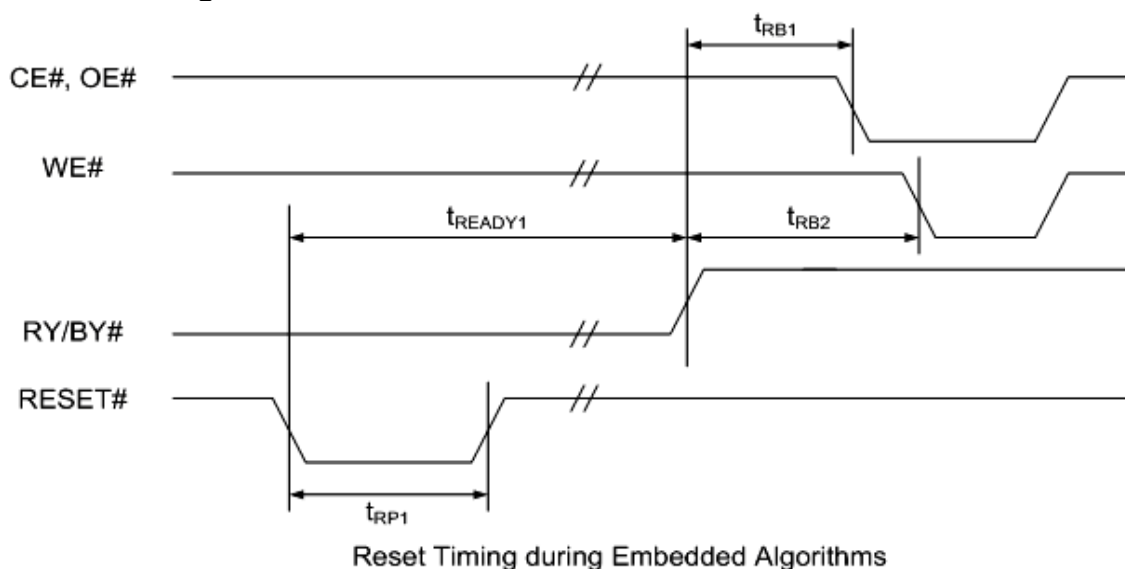 tRB1
CE#, OE#
WE#
tREADY1
tRB2
RY/BY#
RESET#
tRP1
Reset Timing during Embedded Algorithms